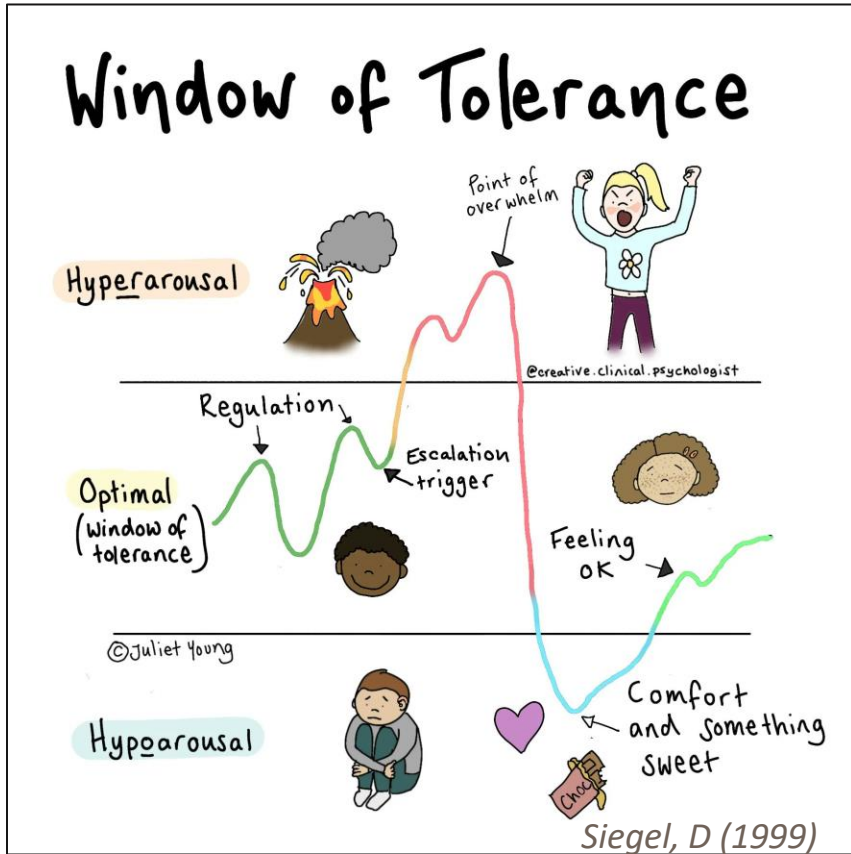 Window of Tolerance
Point of
overwhelm
Hyperarousal
@creative.clinical.psychologist
Regulation
Escalation
trigger
Optimal
(window of
tolerance)
Feeling
OK
©Juliet Young
Hypoarousal
Comfort
and something
sweet
Choc
Siegel, D (1999)